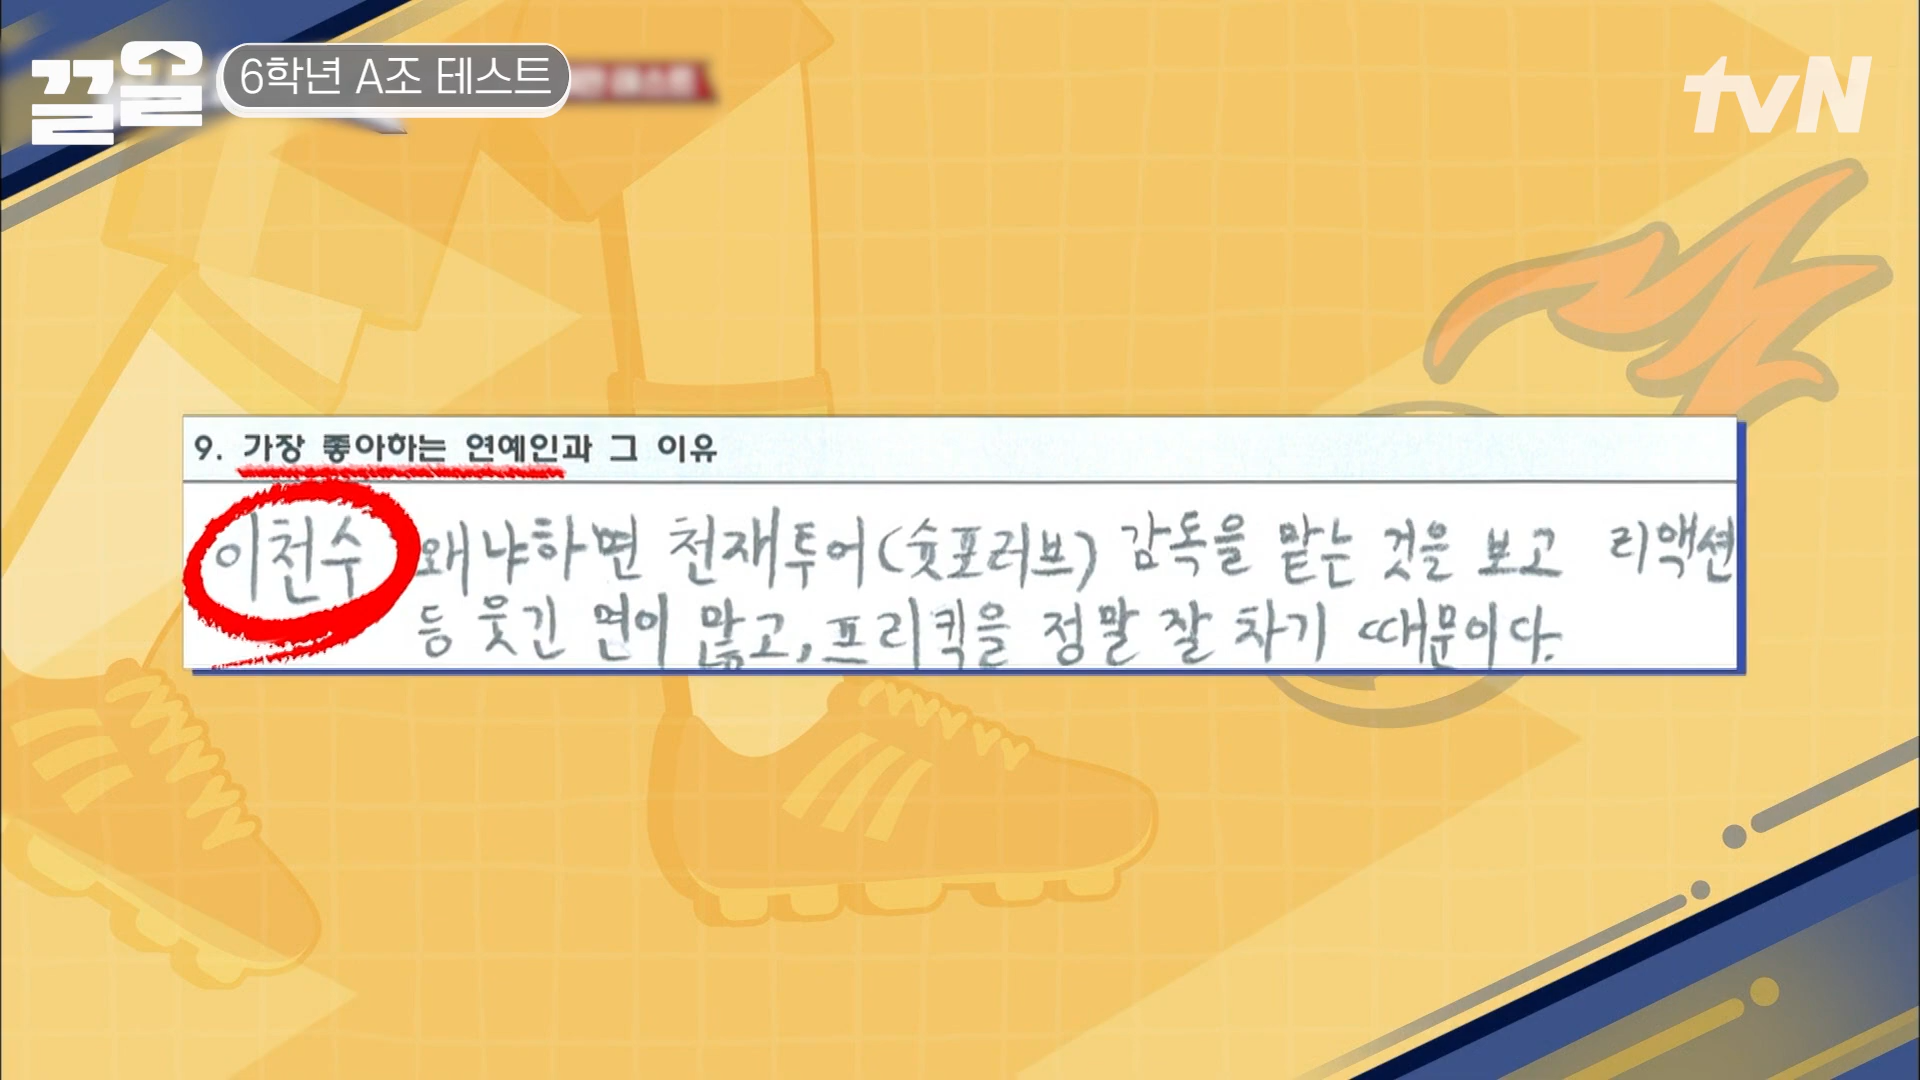 끌올 6학년 A조 테스트
tvN
9. 가장 좋아하는 연예인과 그 이유
이천수 왜냐하면 천재투어(슛포러브) 감독을 맡는 것을 보고 리액션
등 웃긴 면이 많고, 프리킥을 정말 잘 차기 때문이다.